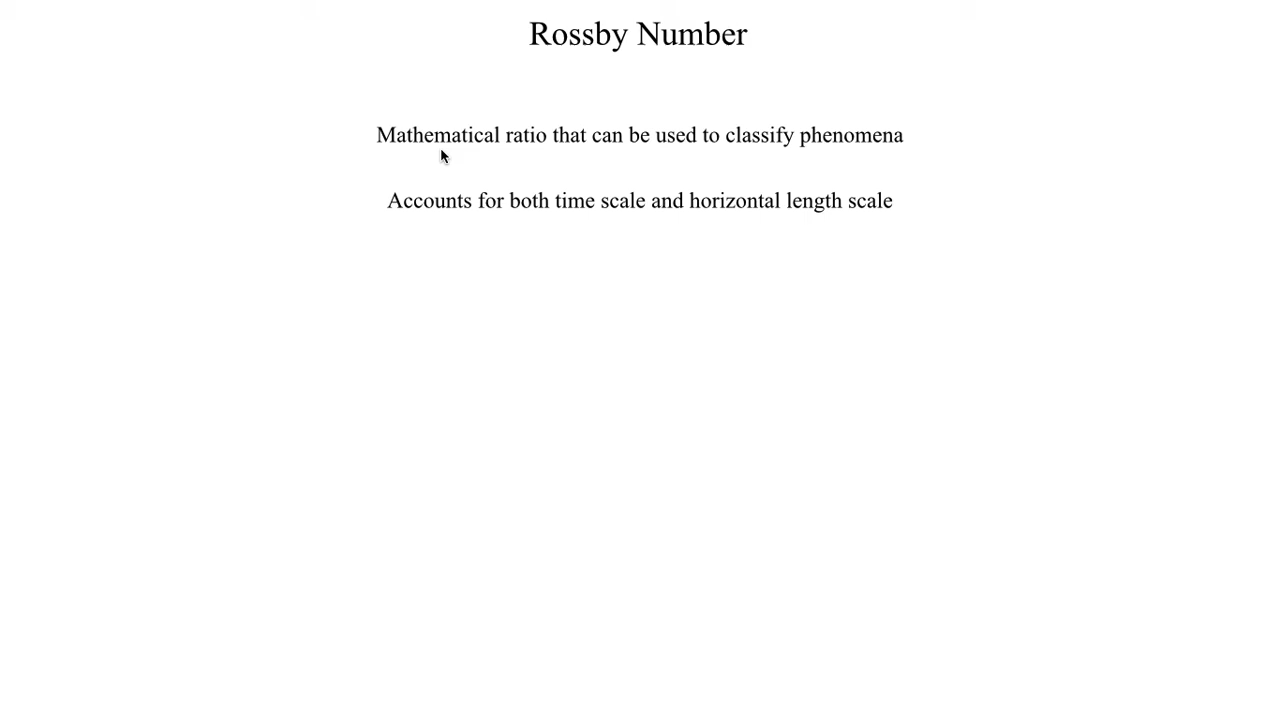 Rossby Number
Mathematical ratio that can be used to classify phenomena
Accounts for both time scale and horizontal length scale